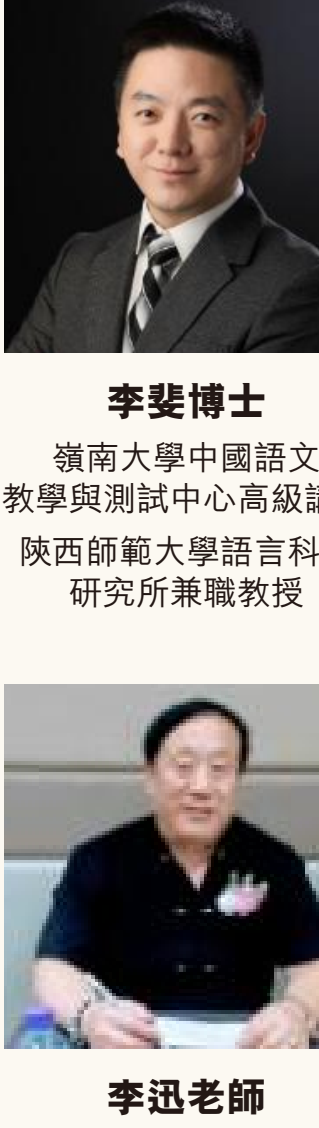 李斐博士
嶺南大學中國語文
教學與測試中心高級
陝西師範大學語言科
研究所兼職教授
李迅老師